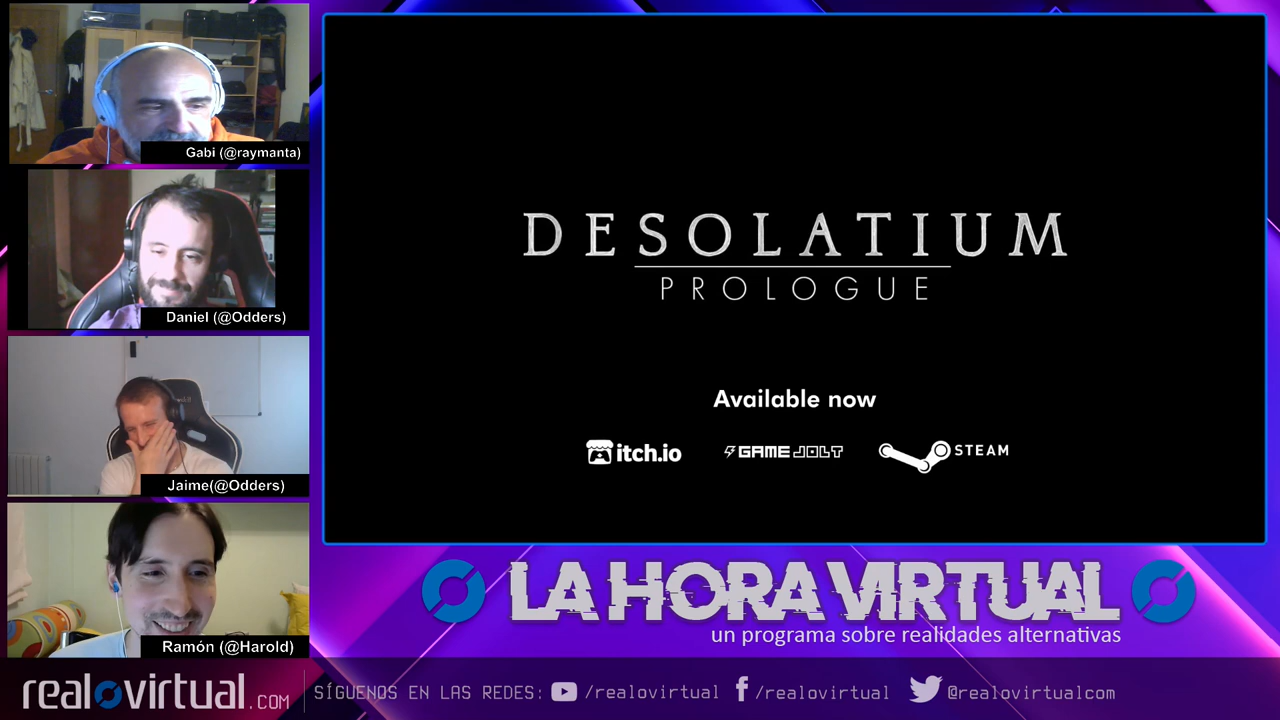 Gabi (@raymanta)
Daniel (@Odders)
Jaime(@Odders)
Ramón (@Harold)
DESOLATIUM
PROLOGUE
Available now
itch.io GAME JOLT STEAM
LA HORA VIRTUAL
un programa sobre realidades alternativas
realovirtual.COM SÍGUENOS EN LAS REDES: /realovirtual /realovirtual @realovirtualcom